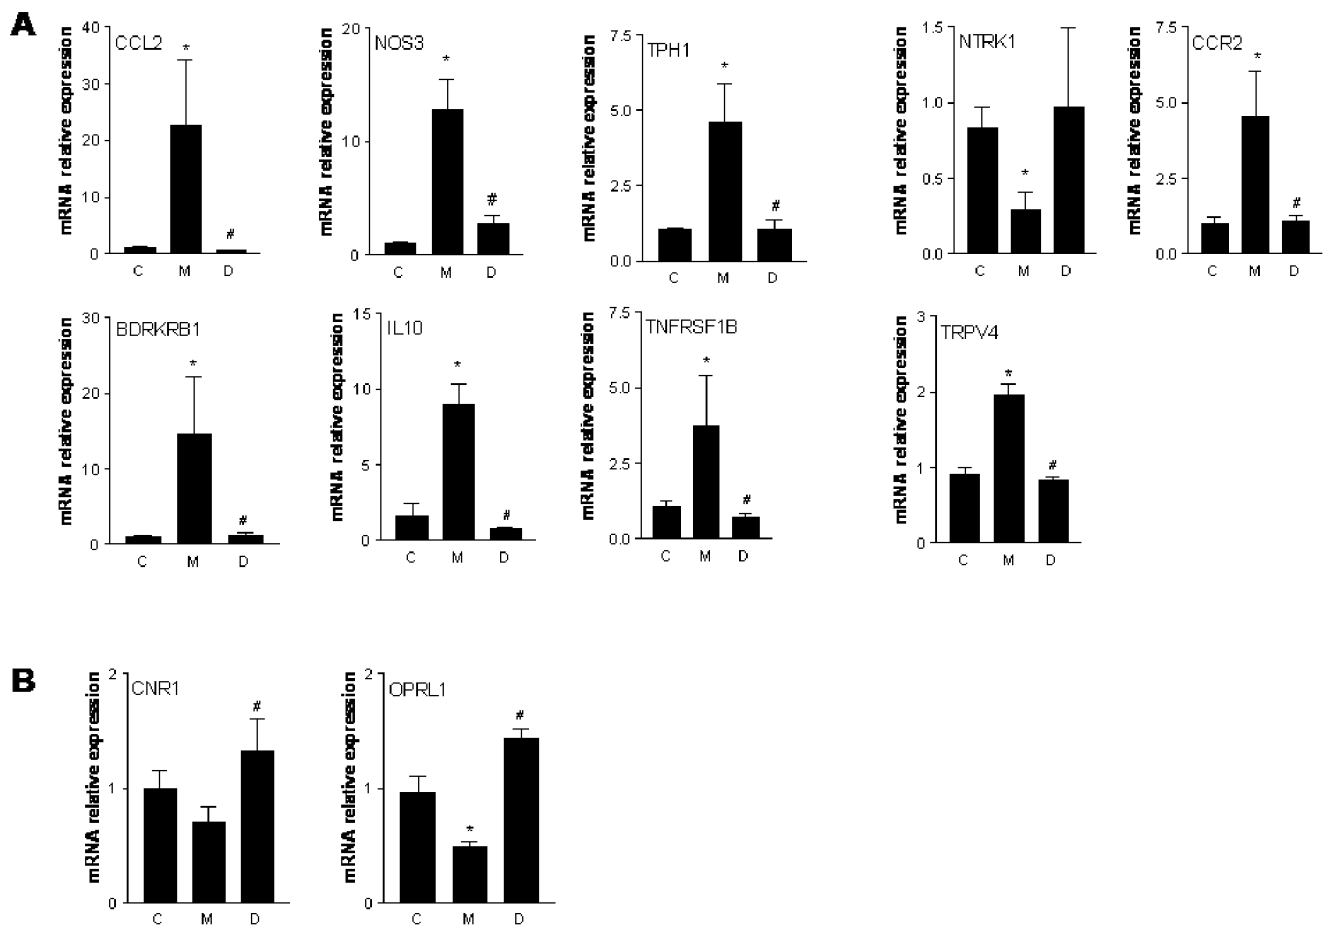 A
mRNA relative expression
CCL2
40
30
20
10
0
*
#
C M D
mRNA relative expression
NOS3
20
10
0
*
#
C M D
mRNA relative expression
TPH1
7.5
5.0
2.5
0.0
*
#
C M D
mRNA relative expression
NTRK1
1.5
1.0
0.5
0.0
*
C M D
mRNA relative expression
CCR2
7.5
5.0
2.5
0.0
*
#
C M D
mRNA relative expression
BDRKRB1
30
20
10
0
*
#
C M D
mRNA relative expression
IL10
15
10
5
0
*
#
C M D
mRNA relative expression
TNFRSF1B
7.5
5.0
2.5
0.0
*
#
C M D
mRNA relative expression
TRPV4
3
2
1
0
*
#
C M D
B
mRNA relative expression
CNR1
2
1
0
#
C M D
mRNA relative expression
OPRL1
2
1
0
*
#
C M D